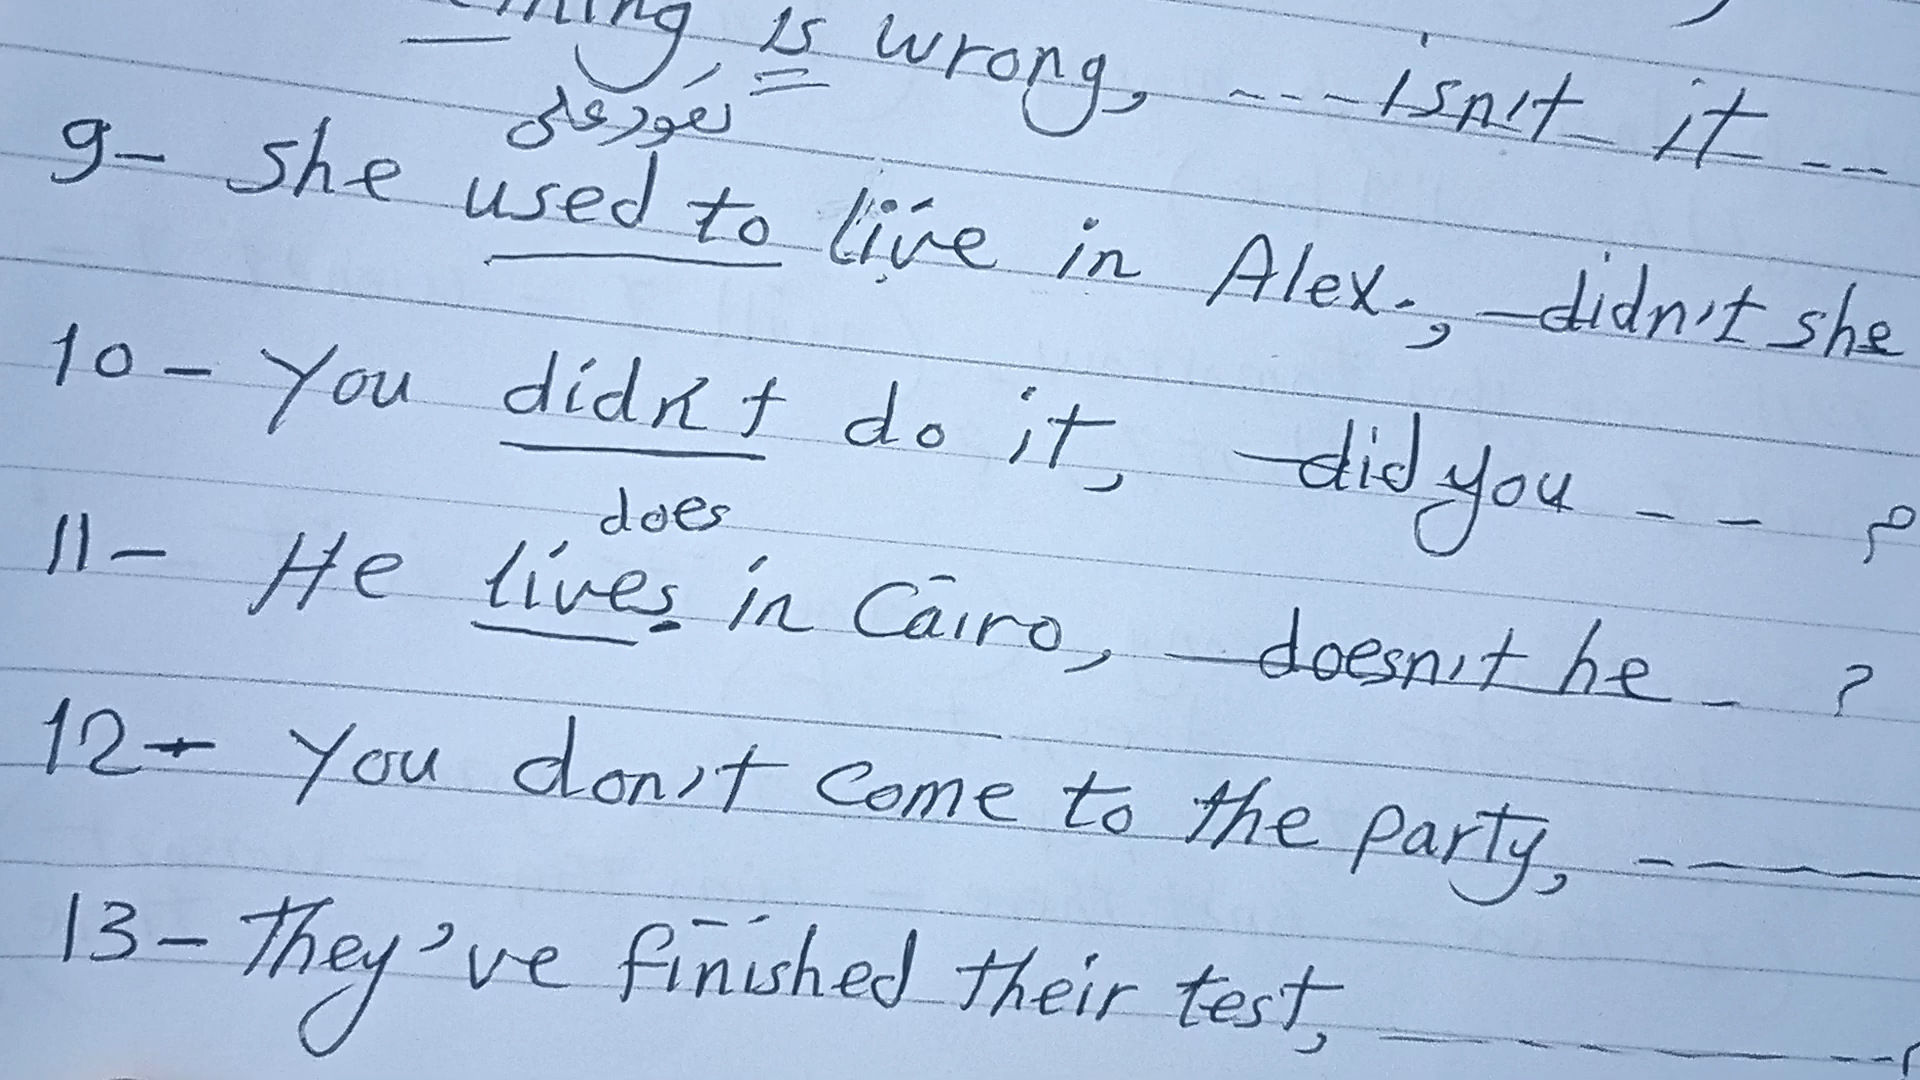 is wrong, ---- isn't it ---
تعود على
9- she used to live in Alex., — didn't she
10 - You didn't do it, — did you -- ?
does
11- He lives in Cairo, — doesn't he - ?
12- You don't come to the party, - ——
13- They've finished their test, - - - - - - --?